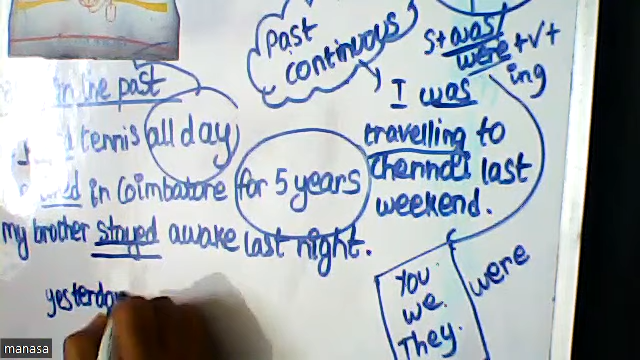 Past
continuous
S+was/
were +V+
ing
in the past
tennis all day
in Coimbatore for 5 years
my brother stayed awake last night.
yesterday
I was
travelling to
Chennai last
weekend.
You
we.
They.
were
manasa